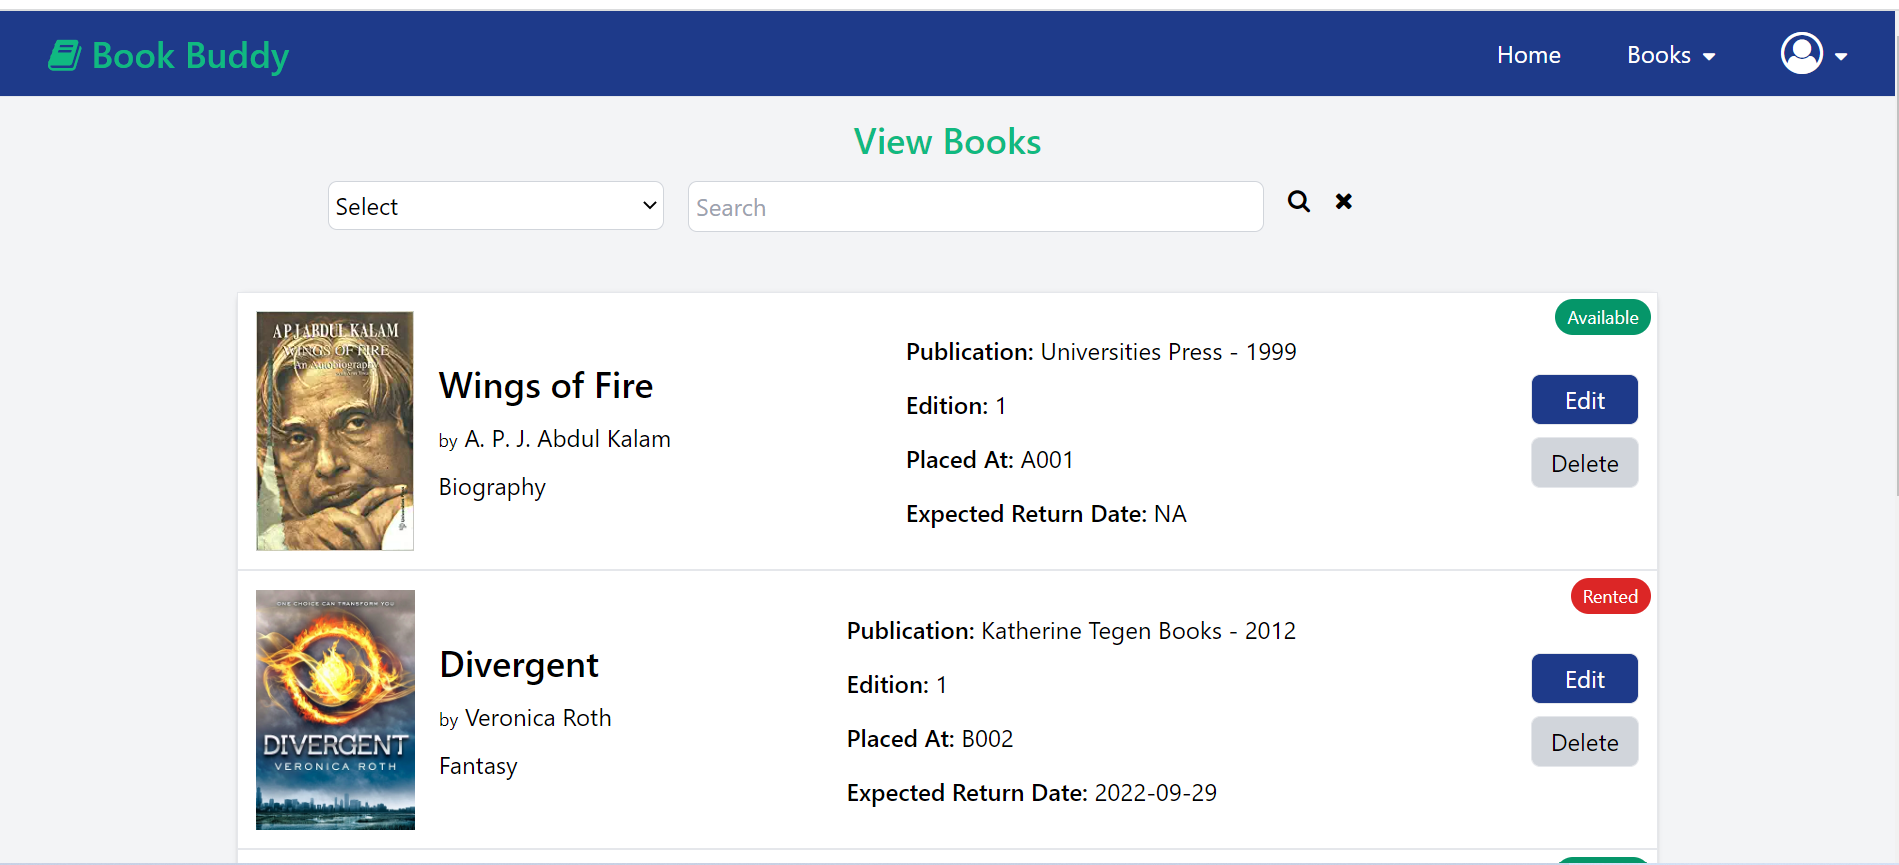 Book Buddy
Home
Books
View Books
Select
Search
Available
A P J ABDUL KALAM
WINGS OF FIRE
An Autobiography
Wings of Fire
by A. P. J. Abdul Kalam
Biography
Publication: Universities Press - 1999
Edition: 1
Placed At: A001
Expected Return Date: NA
Edit
Delete
Rented
ONE CHOICE CAN TRANSFORM YOU
DIVERGENT
VERONICA ROTH
Divergent
by Veronica Roth
Fantasy
Publication: Katherine Tegen Books - 2012
Edition: 1
Placed At: B002
Expected Return Date: 2022-09-29
Edit
Delete